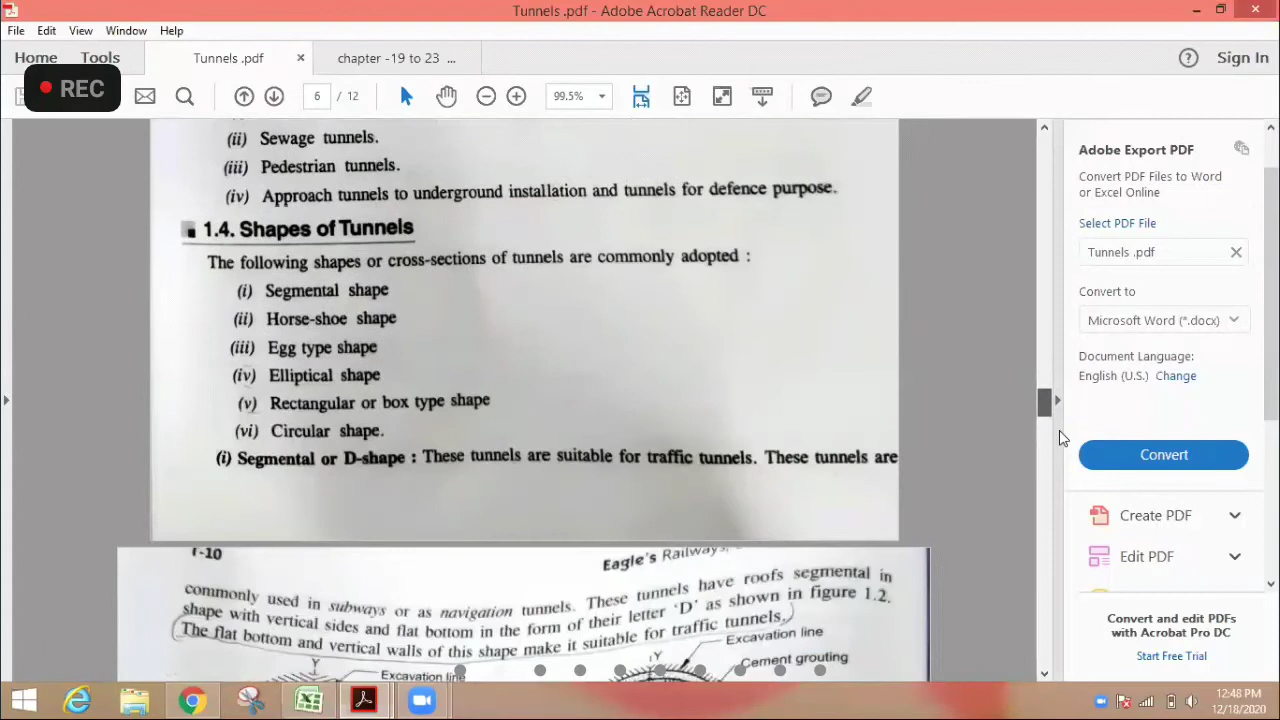 Tunnels .pdf - Adobe Acrobat Reader DC
File Edit View Window Help
Home Tools Tunnels .pdf × chapter -19 to 23 ... ? Sign In
REC 6 / 12 99.5%
(ii) Sewage tunnels.
(iii) Pedestrian tunnels.
(iv) Approach tunnels to underground installation and tunnels for defence purpose.
1.4. Shapes of Tunnels
The following shapes or cross-sections of tunnels are commonly adopted :
(i) Segmental shape
(ii) Horse-shoe shape
(iii) Egg type shape
(iv) Elliptical shape
(v) Rectangular or box type shape
(vi) Circular shape.
(i) Segmental or D-shape : These tunnels are suitable for traffic tunnels. These tunnels are
T-10 Eagle's Railways,
commonly used in subways or as navigation tunnels. These tunnels have roofs segmental in
shape with vertical sides and flat bottom in the form of their letter 'D' as shown in figure 1.2.
(The flat bottom and vertical walls of this shape make it suitable for traffic tunnels.)
Y Excavation line
Y Excavation line
Cement grouting
Adobe Export PDF
Convert PDF Files to Word
or Excel Online
Select PDF File
Tunnels .pdf ×
Convert to
Microsoft Word (*.docx)
Document Language:
English (U.S.) Change
Convert
Create PDF
Edit PDF
Convert and edit PDFs
with Acrobat Pro DC
Start Free Trial
12:48 PM
12/18/2020